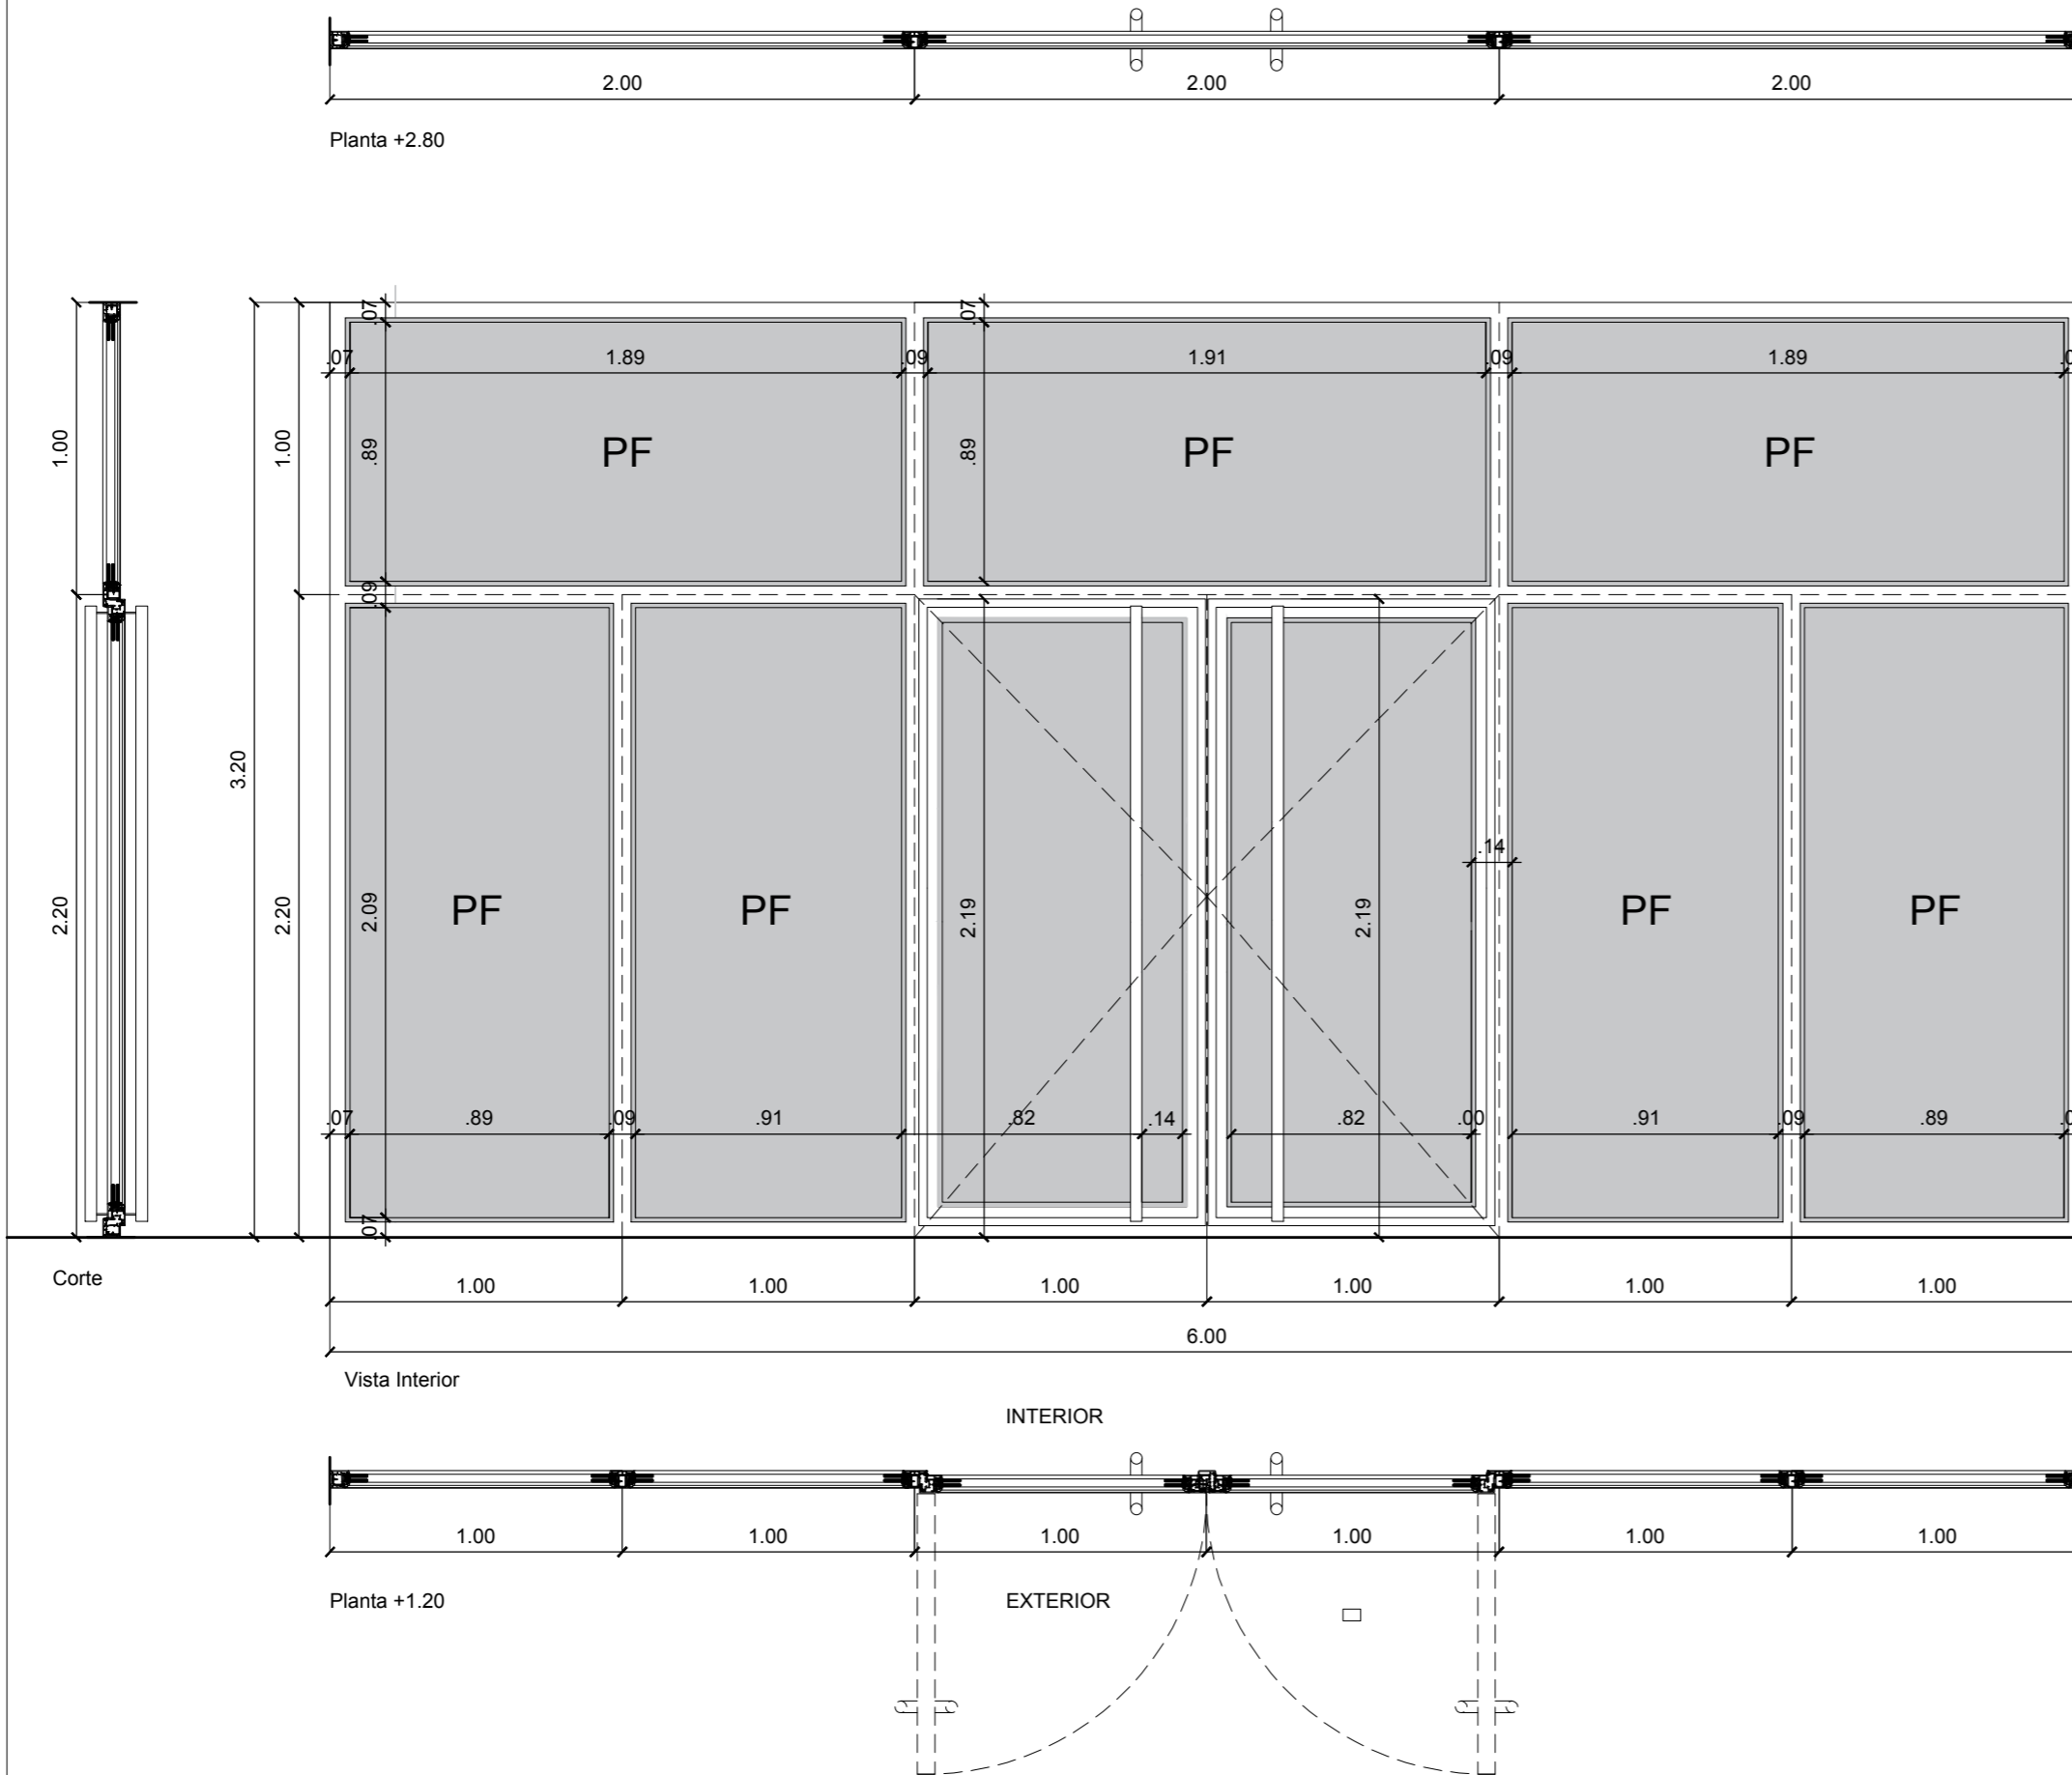 2.00 2.00 2.00
Planta +2.80
.07 .07
.07 1.89 .09 1.91 .09 1.89
1.00 1.00 .89 PF .89 PF PF
.09
3.20
.14
2.20 2.20 2.09 PF PF 2.19 2.19 PF PF
.07 .89 .09 .91 .82 .14 .82 .00 .91 .09 .89
.07
Corte
1.00 1.00 1.00 1.00 1.00 1.00
6.00
Vista Interior
INTERIOR
1.00 1.00 1.00 1.00 1.00 1.00
Planta +1.20
EXTERIOR